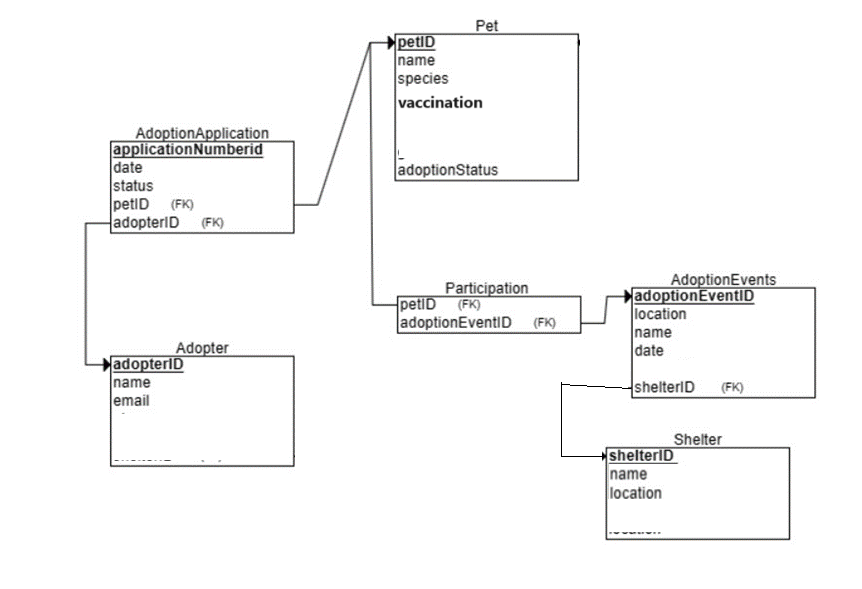 Pet
petID
name
species
vaccination
adoptionStatus
AdoptionApplication
applicationNumberid
date
status
petID (FK)
adopterID (FK)
Participation
petID (FK)
adoptionEventID (FK)
AdoptionEvents
adoptionEventID
location
name
date
shelterID (FK)
Adopter
adopterID
name
email
Shelter
shelterID
name
location